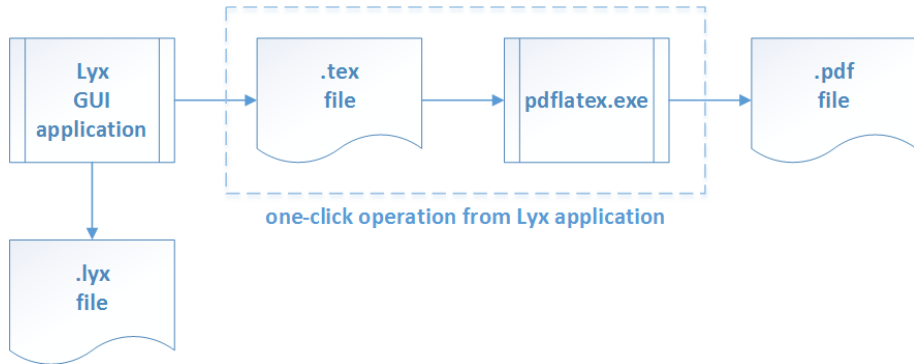 Lyx
GUI
application
.tex
file
pdflatex.exe
.pdf
file
one-click operation from Lyx application
.lyx
file